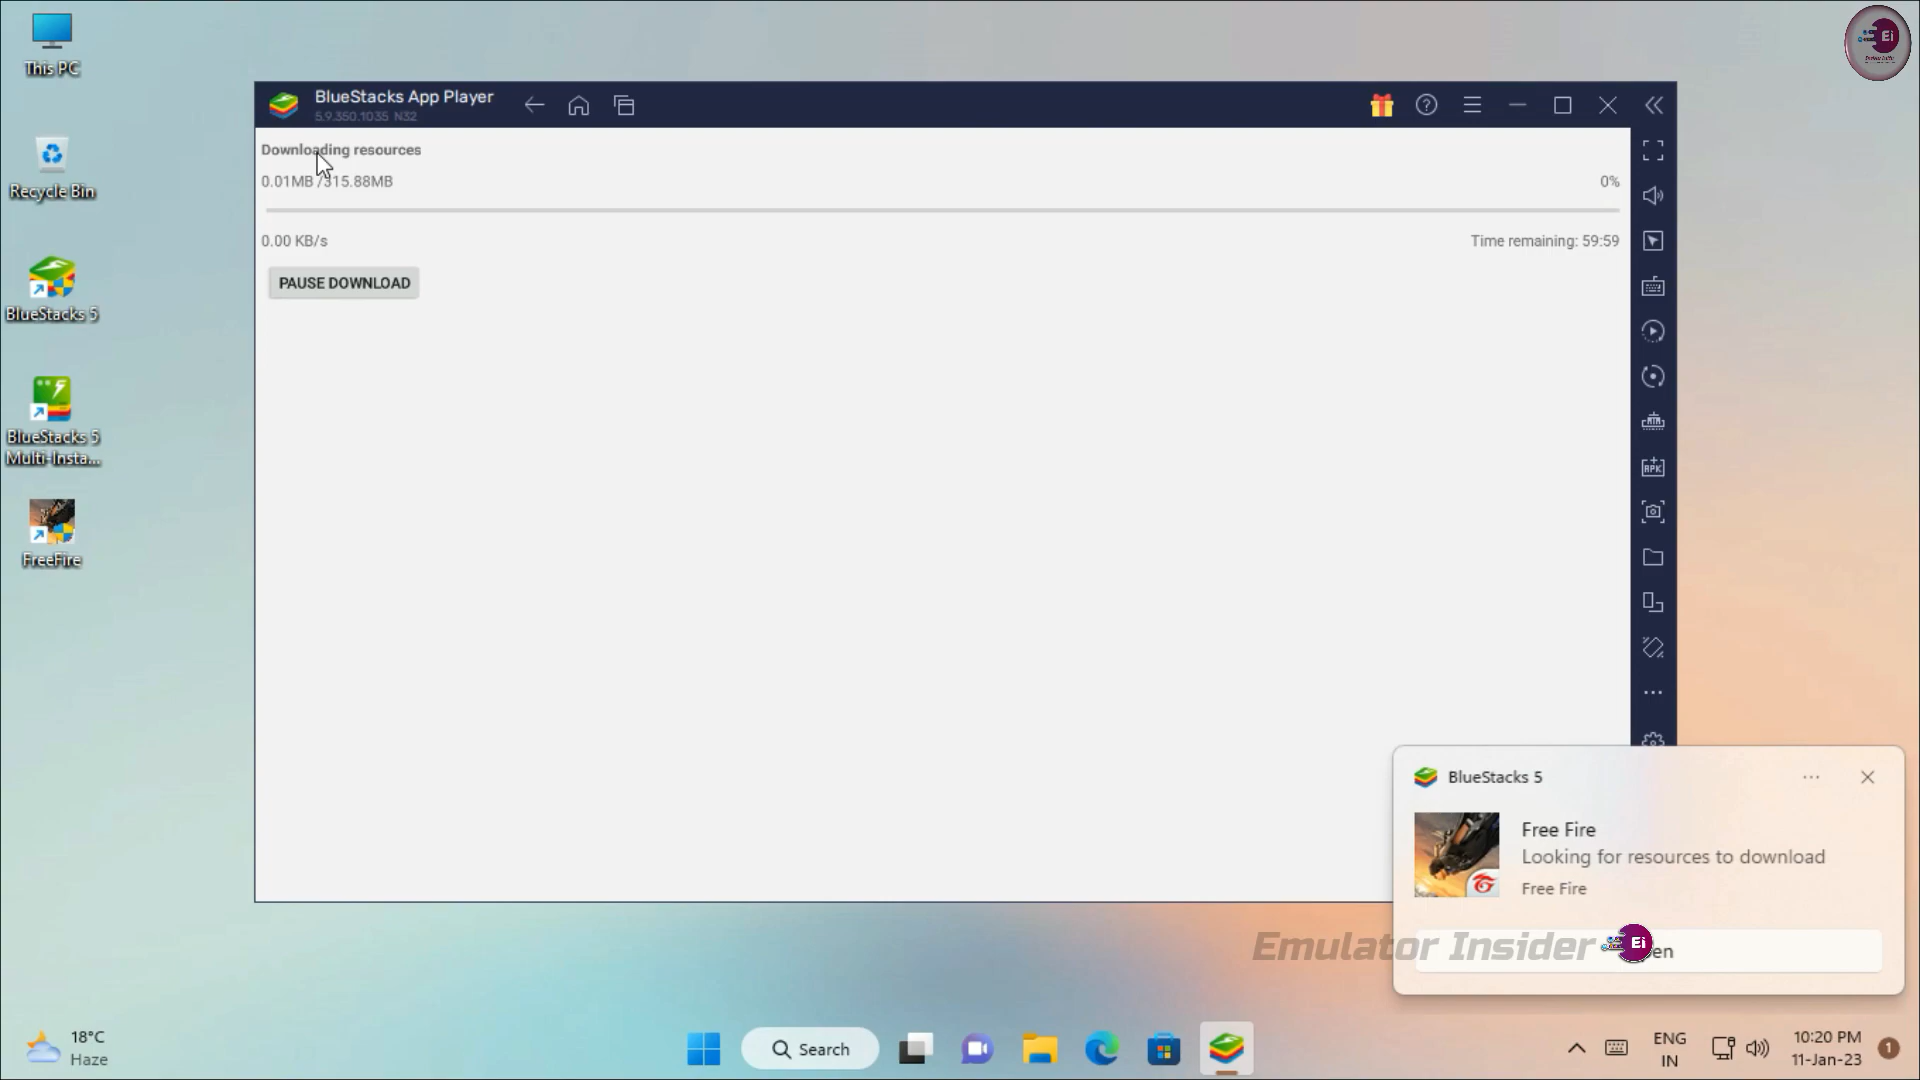 This PC
Recycle Bin
BlueStacks 5
BlueStacks 5
Multi-Insta...
FreeFire
BlueStacks App Player
5.9.350.1035 N32
Downloading resources
0.01MB /315.88MB
0%
0.00 KB/s
Time remaining: 59:59
PAUSE DOWNLOAD
APK
Ei
BlueStacks 5
Free Fire
Looking for resources to download
Free Fire
Emulator Insider Ei
en
18°C
Haze
Search
ENG
IN
10:20 PM
11-Jan-23
1